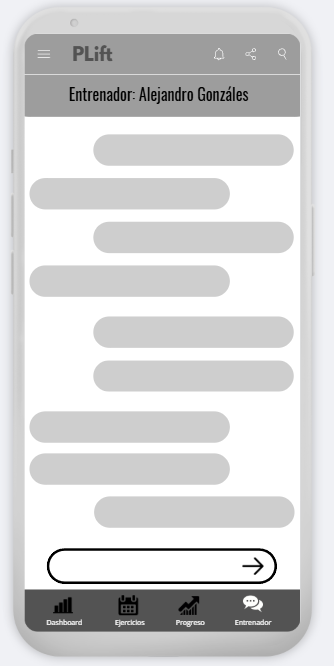 PLift
Entrenador: Alejandro Gonzáles
Dashboard
Ejercicios
Progreso
Entrenador